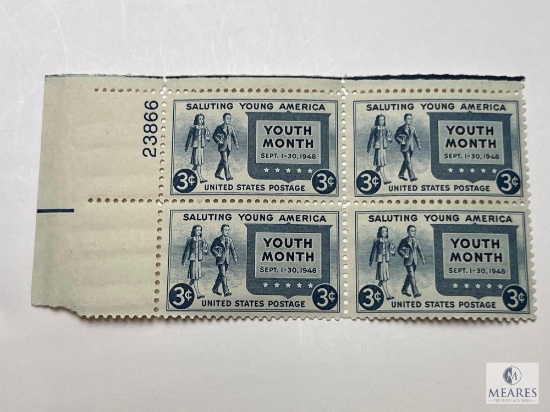 23866
SALUTING YOUNG AMERICA
YOUTH
MONTH
SEPT. 1-30, 1948
3¢ 3¢
UNITED STATES POSTAGE
SALUTING YOUNG AMERICA
YOUTH
MONTH
SEPT. 1-30, 1948
3¢ 3¢
UNITED STATES POSTAGE
SALUTING YOUNG AMERICA
YOUTH
MONTH
SEPT. 1-30, 1948
3¢ 3¢
UNITED STATES POSTAGE
SALUTING YOUNG AMERICA
YOUTH
MONTH
SEPT. 1-30, 1948
3¢ 3¢
UNITED STATES POSTAGE
M
MEARES